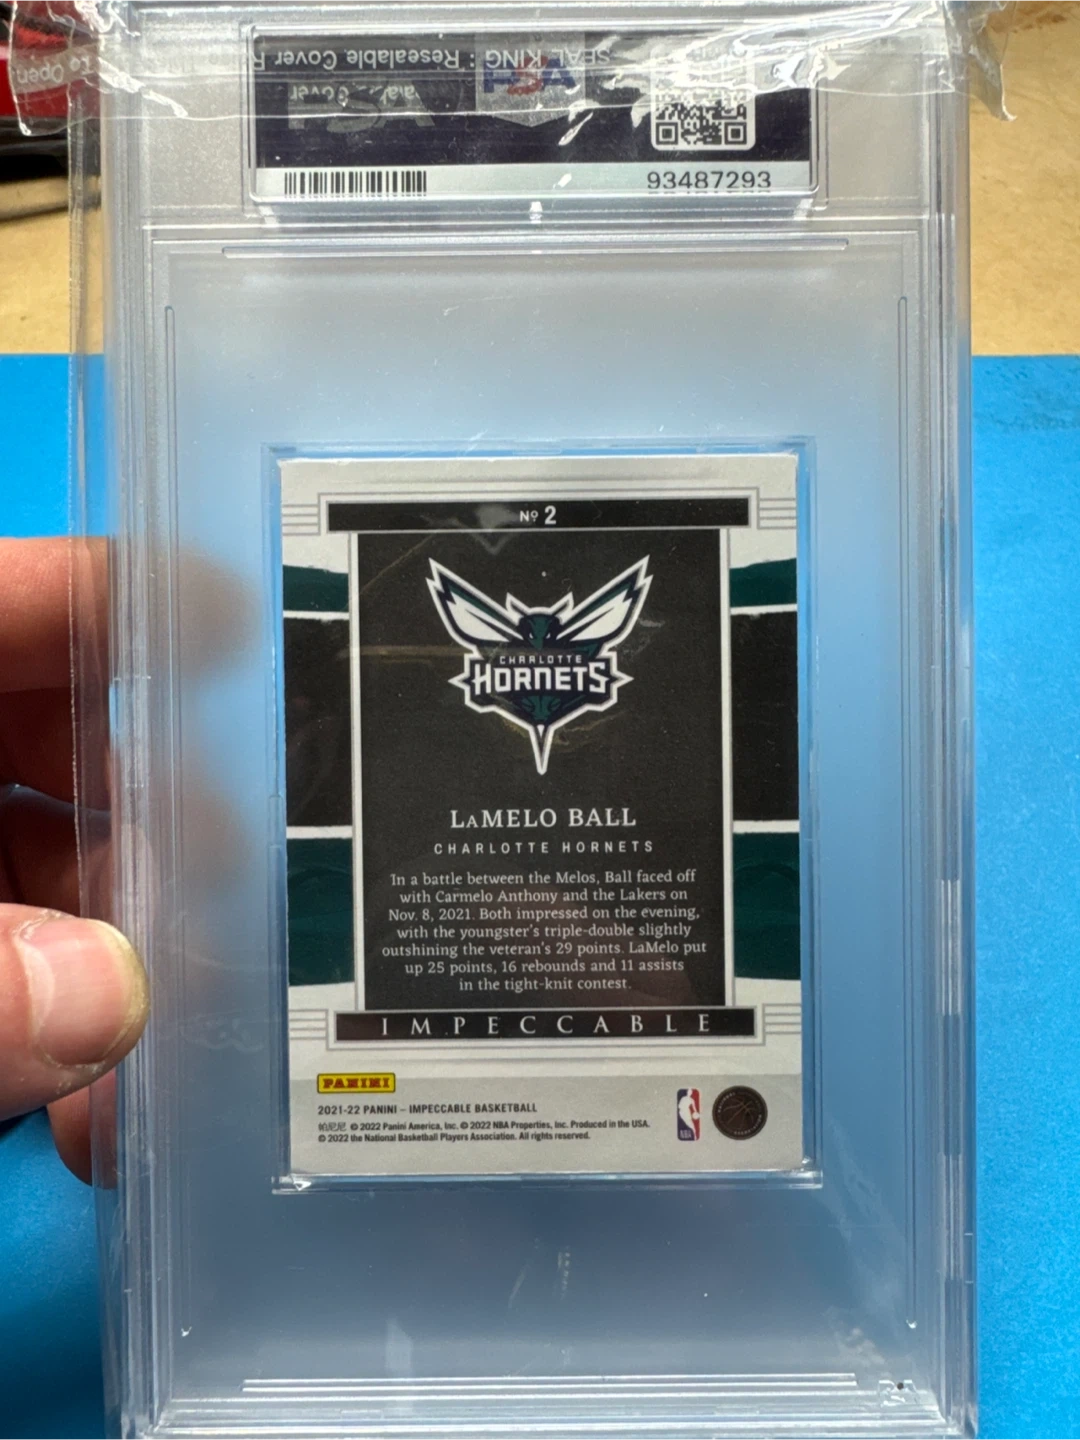 SEAL KING : Resealable Cover
To Open
PSA
93487293
Nº 2
CHARLOTTE
HORNETS
LAMELO BALL
CHARLOTTE HORNETS
In a battle between the Melos, Ball faced off
with Carmelo Anthony and the Lakers on
Nov. 8, 2021. Both impressed on the evening,
with the youngster's triple-double slightly
outshining the veteran's 29 points. LaMelo put
up 25 points, 16 rebounds and 11 assists
in the tight-knit contest.
IMPECCABLE
PANINI
2021-22 PANINI – IMPECCABLE BASKETBALL
帕尼尼 © 2022 Panini America, Inc. © 2022 NBA Properties, Inc. Produced in the USA.
© 2022 the National Basketball Players Association. All rights reserved.